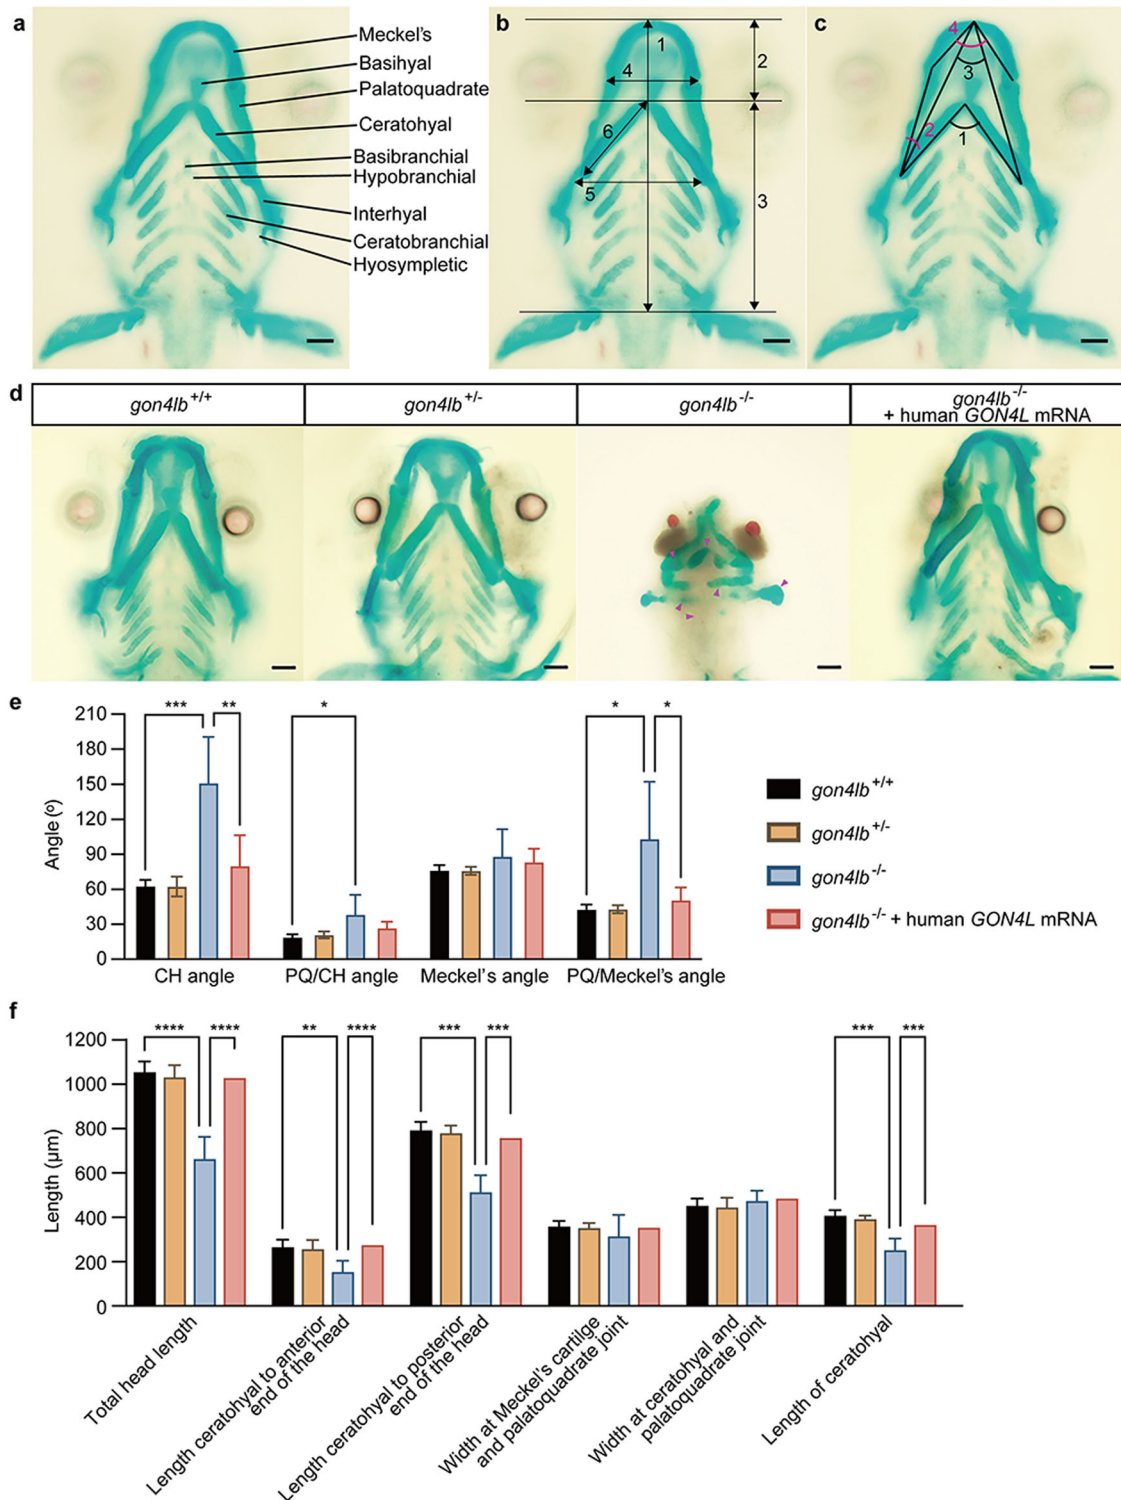 a
Meckel's
Basihyal
Palatoquadrate
Ceratohyal
Basibranchial
Hypobranchial
Interhyal
Ceratobranchial
Hyosympletic
b
1
2
4
6
5
3
c
4
3
2
1
d
gon4lb+/+
gon4lb+/-
gon4lb-/-
gon4lb-/-
+ human GON4L mRNA
e
Angle (º)
210
180
150
120
90
60
30
0
***
**
*
*
*
CH angle
PQ/CH angle
Meckel's angle
PQ/Meckel's angle
gon4lb+/+
gon4lb+/-
gon4lb-/-
gon4lb-/- + human GON4L mRNA
f
Length (µm)
1200
1000
800
600
400
200
0
****
****
**
****
***
***
***
***
Total head length
Length ceratohyal to anterior
end of the head
Length ceratohyal to posterior
end of the head
Width at Meckel's cartilge
and palatoquadrate joint
Width at ceratohyal and
palatoquadrate joint
Length of ceratohyal